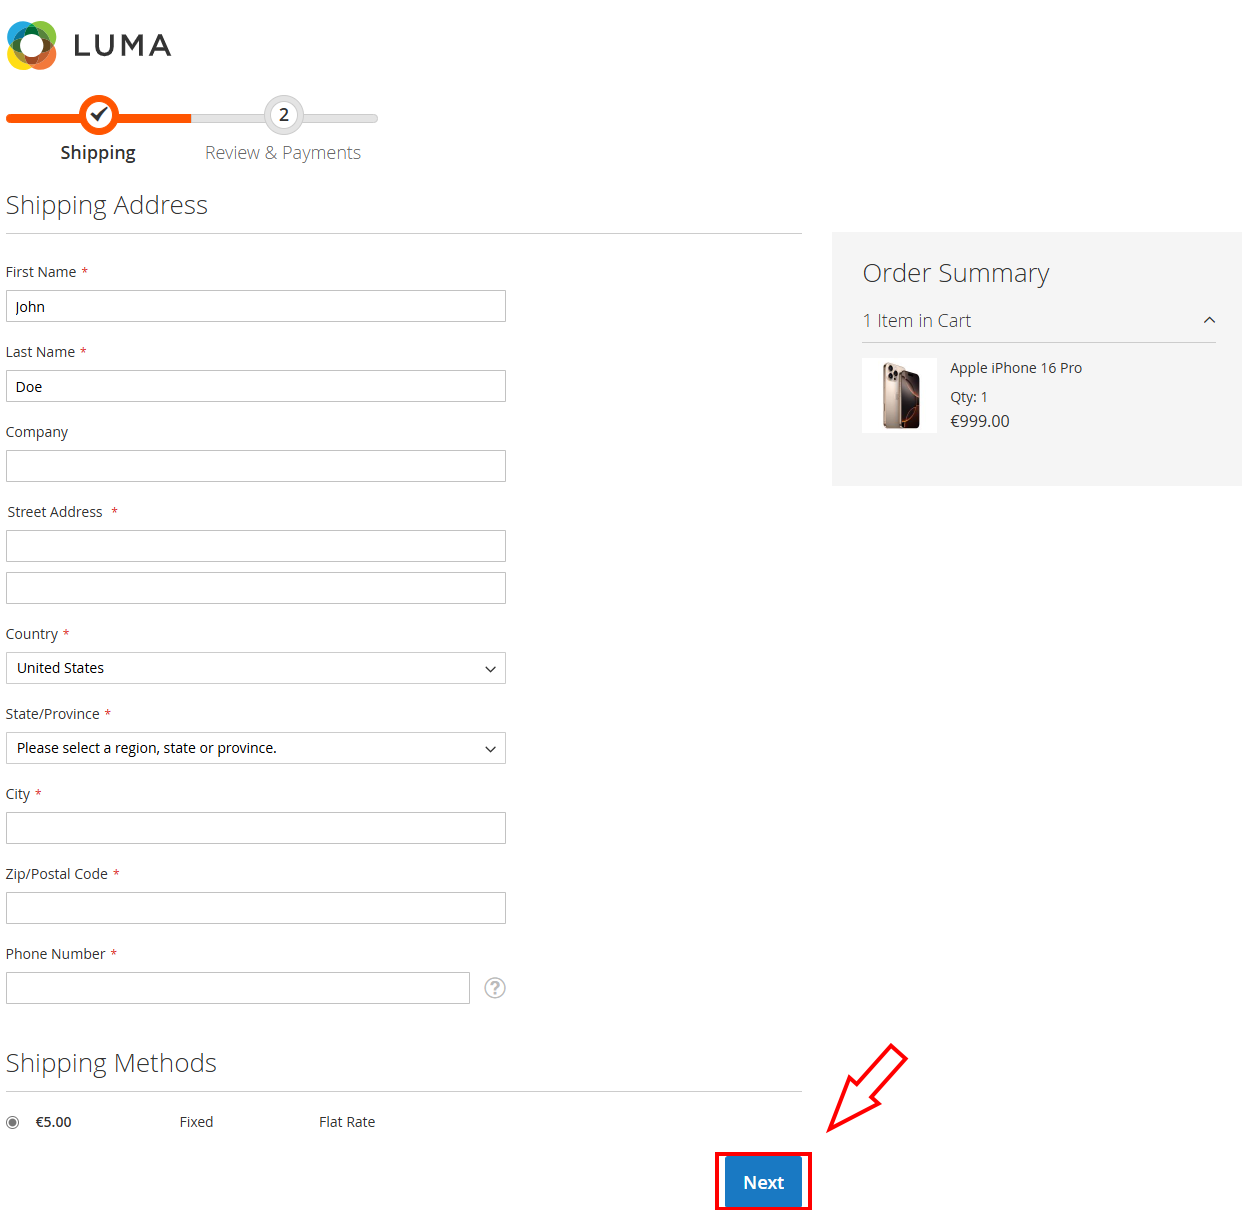 LUMA
2
Shipping
Review & Payments
Shipping Address
First Name *
John
Last Name *
Doe
Company
Street Address *
Country *
United States
State/Province *
Please select a region, state or province.
City *
Zip/Postal Code *
Phone Number *
?
Shipping Methods
€5.00 Fixed Flat Rate
Next
Order Summary
1 Item in Cart
Apple iPhone 16 Pro
Qty: 1
€999.00